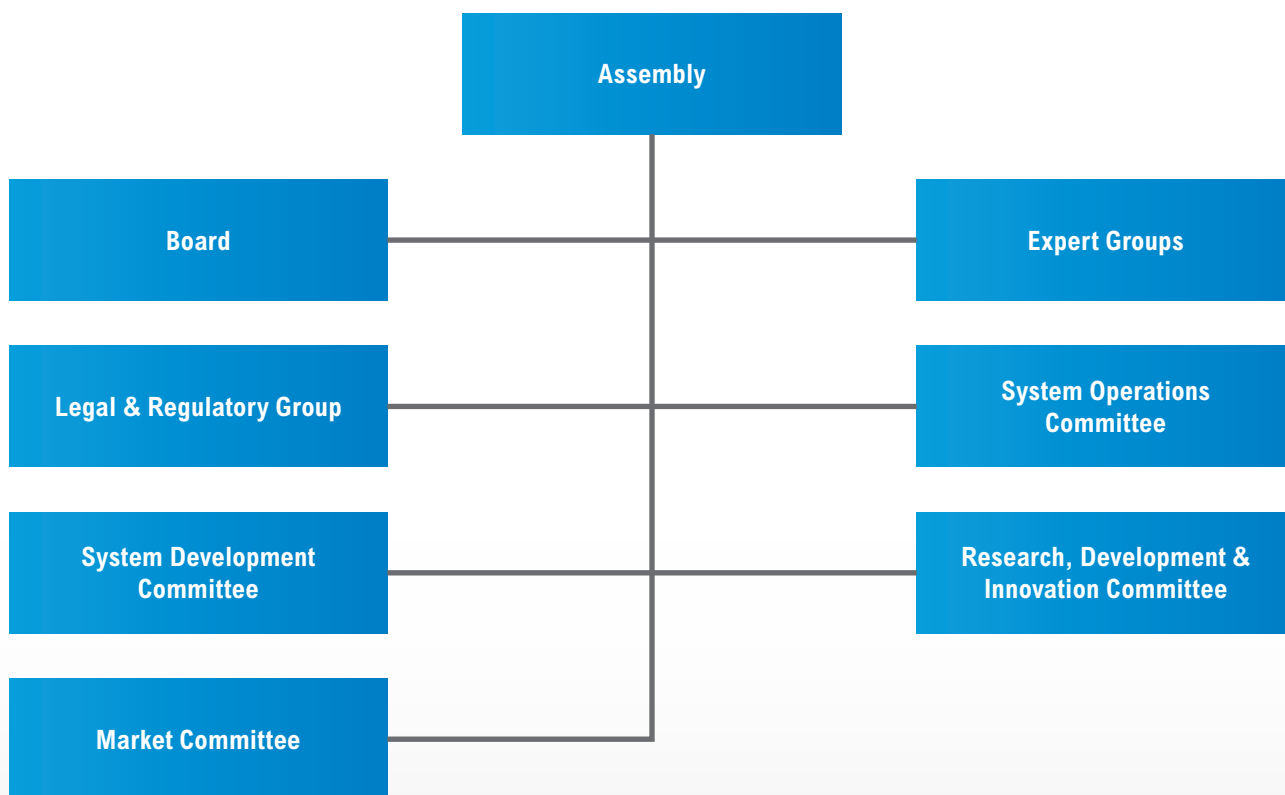 Assembly
Board
Expert Groups
Legal & Regulatory Group
System Operations
Committee
System Development
Committee
Research, Development &
Innovation Committee
Market Committee